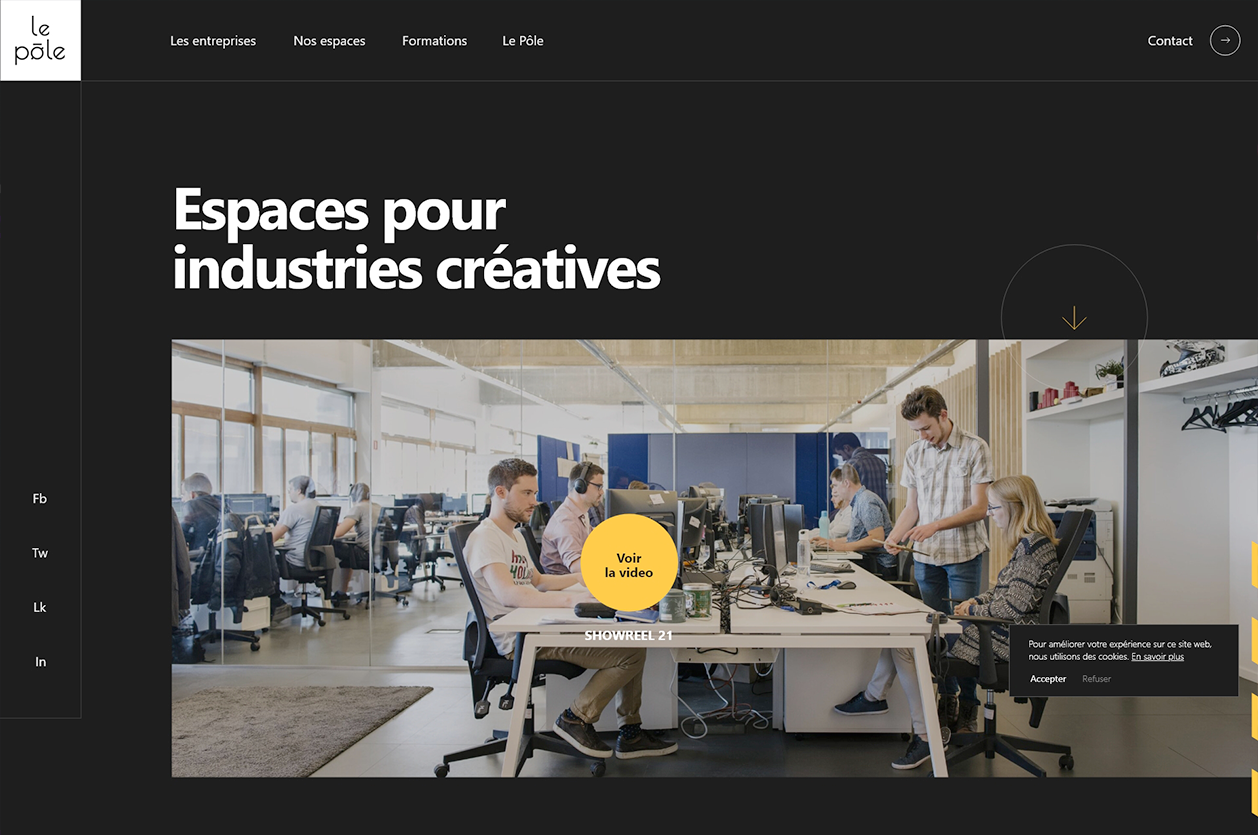 le
pōle
Les entreprises
Nos espaces
Formations
Le Pôle
Contact
Espaces pour
industries créatives
Fb
Tw
Lk
In
Voir
la video
SHOWREEL 21
Pour améliorer votre expérience sur ce site web,
nous utilisons des cookies. En savoir plus
Accepter
Refuser